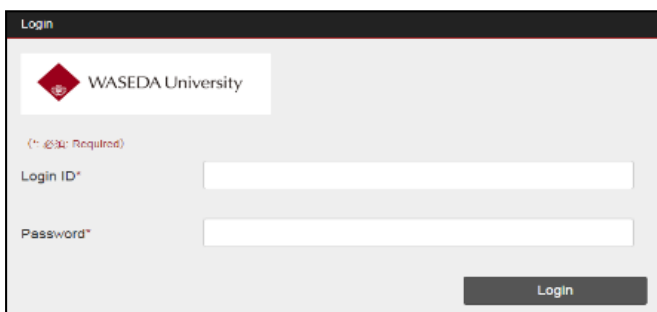 Login
WASEDA University
(*: 必須: Required)
Login ID*
Password*
Login